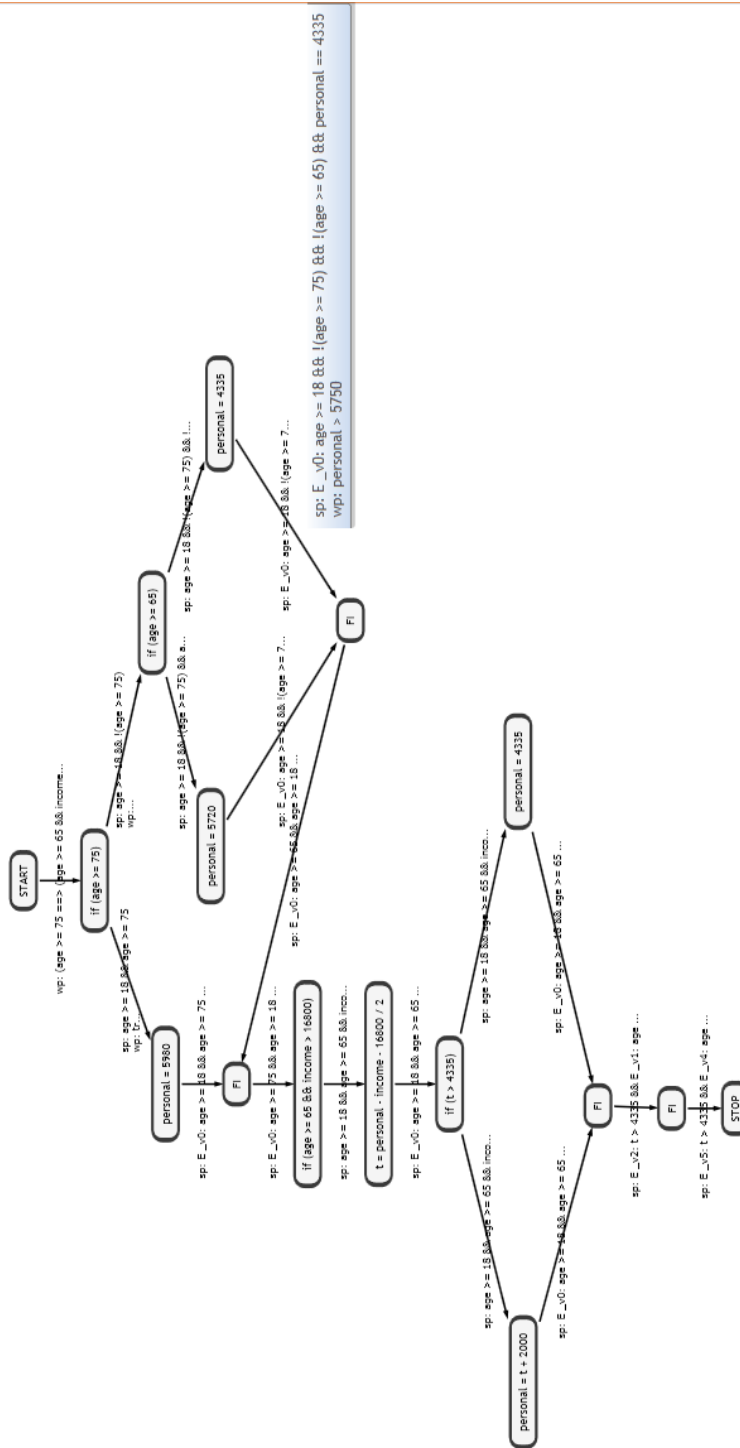 START
wp: (age >= 75 ==> (age >= 65 && income...
if (age >= 75)
sp: age >= 18 && age >= 75
wp: tr...
sp: age >= 18 && !(age >= 75)
wp:...
personal = 5980
if (age >= 65)
sp: age >= 18 && !(age >= 75) && a...
sp: age >= 18 && !(age >= 75) && !...
personal = 5720
personal = 4335
sp: E_v0: age >= 18 && age >= 75 ...
sp: E_v0: age >= 18 && !(age >= 7...
sp: E_v0: age >= 18 && !(age >= 7...
sp: E _v0: age >= 18 && !(age >= 75) && !(age >= 65) && personal == 4335
wp: personal > 5750
FI
FI
sp: E_v0: age >= 65 && age >= 18 ...
sp: E_v0: age >= 75 && age >= 18 ...
if (age >= 65 && income > 16800)
sp: age >= 18 && age >= 65 && inco...
t = personal - income - 16800 / 2
sp: E_v0: age >= 18 && age >= 65 ...
if (t > 4335)
sp: age >= 18 && age >= 65 && inco...
sp: age >= 18 && age >= 65 && inco...
personal = t + 2000
personal = 4335
sp: E_v0: age >= 18 && age >= 65 ...
sp: E_v0: age >= 18 && age >= 65 ...
FI
sp: E_v2: t > 4335 && E_v1: age ...
FI
sp: E_v5: t > 4335 && E_v4: age ...
STOP